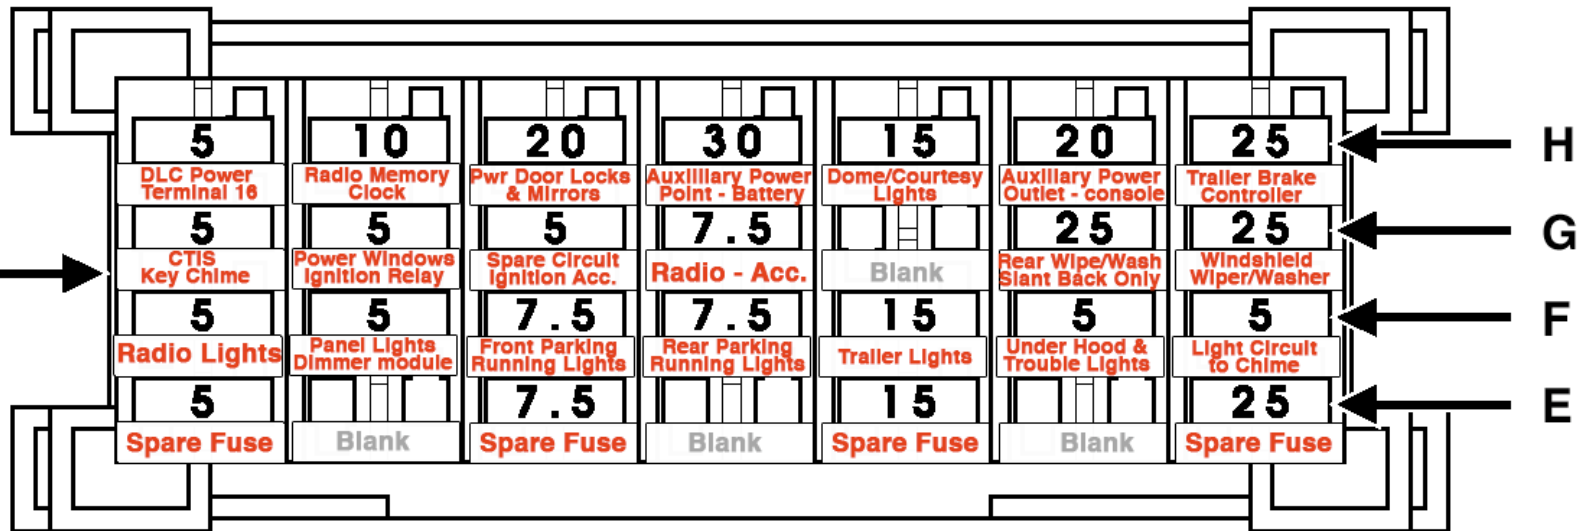 5 10 20 30 15 20 25 H
DLC Power Radio Memory Pwr Door Locks Auxilliary Power Dome/Courtesy Auxillary Power Trailer Brake
Terminal 16 Clock & Mirrors Point - Battery Lights Outlet - console Controller
5 5 5 7.5 25 25 G
CTIS Power Windows Spare Circuit Radio - Acc. Blank Rear Wipe/Wash Windshield
Key Chime Ignition Relay Ignition Acc. Slant Back Only Wiper/Washer
5 5 7.5 7.5 15 5 5 F
Radio Lights Panel Lights Front Parking Rear Parking Trailer Lights Under Hood & Light Circuit
Dimmer module Running Lights Running Lights Trouble Lights to Chime
5 7.5 15 25 E
Spare Fuse Blank Spare Fuse Blank Spare Fuse Blank Spare Fuse